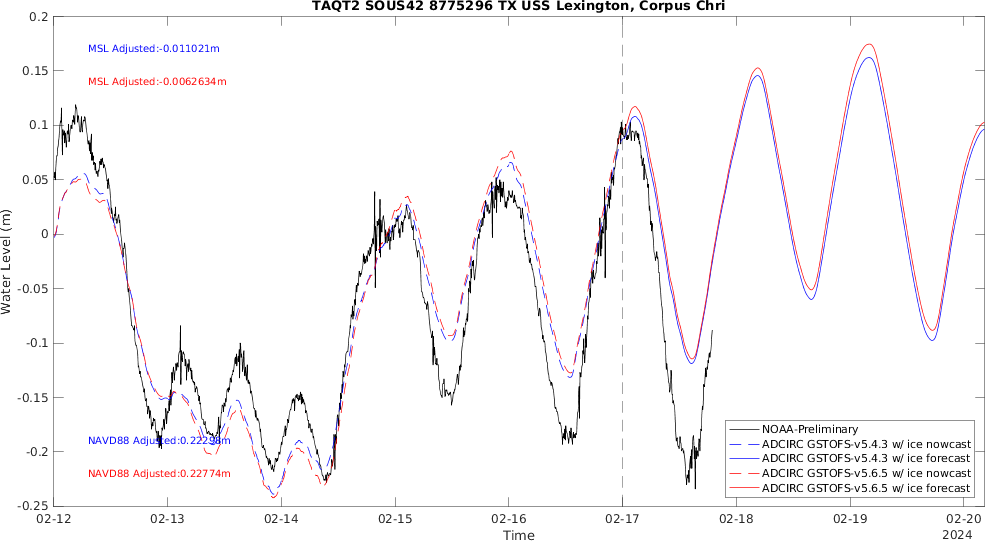 TAQT2 SOUS42 8775296 TX USS Lexington, Corpus Chri
MSL Adjusted:-0.011021m
MSL Adjusted:-0.0062634m
NAVD88 Adjusted:0.22298m
NAVD88 Adjusted:0.22774m
Water Level (m)
0.2
0.15
0.1
0.05
0
-0.05
-0.1
-0.15
-0.2
-0.25
NOAA-Preliminary
ADCIRC GSTOFS-v5.4.3 w/ ice nowcast
ADCIRC GSTOFS-v5.4.3 w/ ice forecast
ADCIRC GSTOFS-v5.6.5 w/ ice nowcast
ADCIRC GSTOFS-v5.6.5 w/ ice forecast
02-12 02-13 02-14 02-15 02-16 02-17 02-18 02-19 02-20
Time
2024